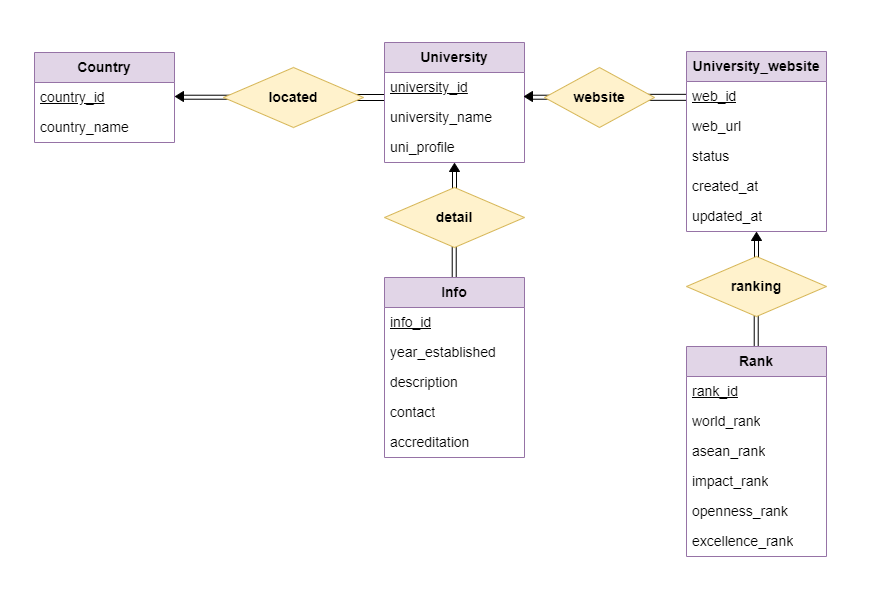 Country
country_id
country_name
located
University
university_id
university_name
uni_profile
website
University_website
web_id
web_url
status
created_at
updated_at
detail
Info
info_id
year_established
description
contact
accreditation
ranking
Rank
rank_id
world_rank
asean_rank
impact_rank
openness_rank
excellence_rank